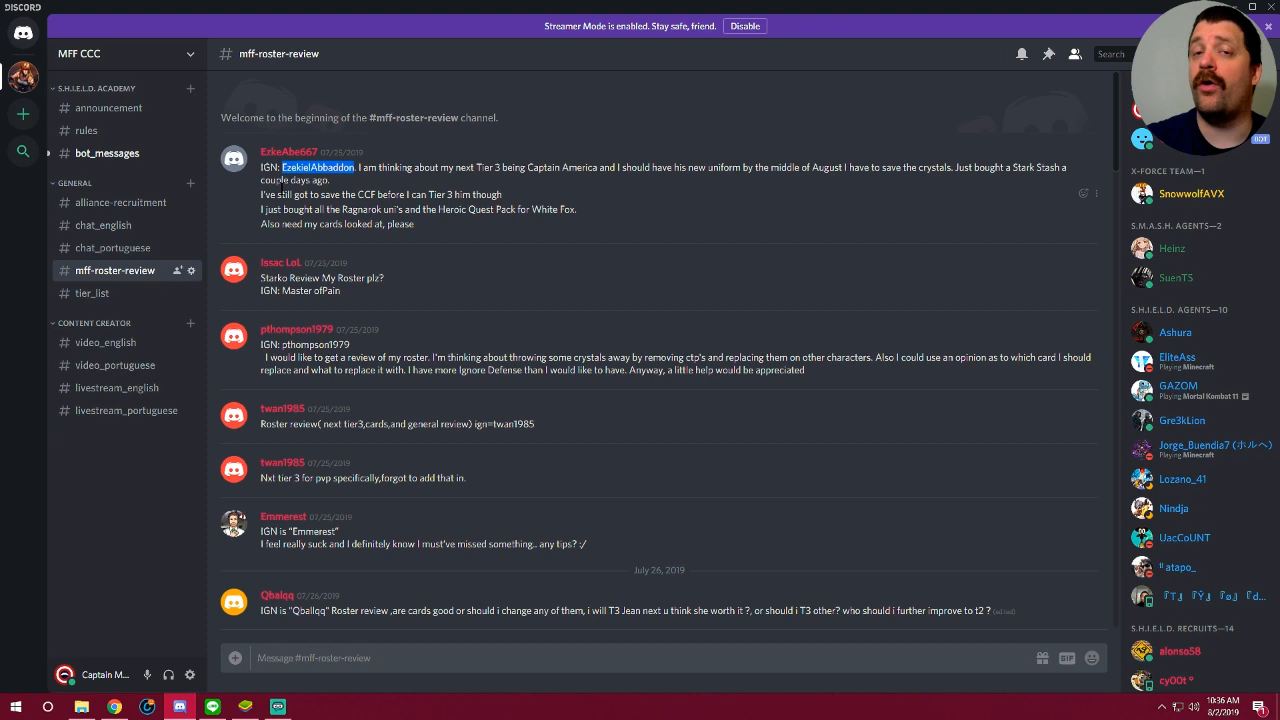 DISCORD
Streamer Mode is enabled. Stay safe, friend.
Disable
MFF CCC
mff-roster-review
Search
S.H.I.E.L.D. ACADEMY
announcement
rules
bot_messages
GENERAL
alliance-recruitment
chat_english
chat_portuguese
mff-roster-review
tier_list
CONTENT CREATOR
video_english
video_portuguese
livestream_english
livestream_portuguese
Captain M...
Welcome to the beginning of the #mff-roster-review channel.
EzkeAbe667 07/25/2019
IGN: EzekielAbbaddon. I am thinking about my next Tier 3 being Captain America and I should have his new uniform by the middle of August I have to save the crystals. Just bought a Stark Stash a
couple days ago.
I've still got to save the CCF before I can Tier 3 him though
I just bought all the Ragnarok uni's and the Heroic Quest Pack for White Fox.
Also need my cards looked at, please
Issac LoL 07/25/2019
Starko Review My Roster plz?
IGN: Master ofPain
pthompson1979 07/25/2019
IGN: pthompson1979
I would like to get a review of my roster. I'm thinking about throwing some crystals away by removing ctp's and replacing them on other characters. Also I could use an opinion as to which card I should
replace and what to replace it with. I have more Ignore Defense than I would like to have. Anyway, a little help would be appreciated
twan1985 07/25/2019
Roster review( next tier3,cards,and general review) ign=twan1985
twan1985 07/25/2019
Nxt tier 3 for pvp specifically,forgot to add that in.
Emmerest 07/25/2019
IGN is “Emmerest”
I feel really suck and I definitely know I must've missed something.. any tips? :/
July 26, 2019
Qballqq 07/26/2019
IGN is "Qballqq" Roster review ,are cards good or should i change any of them, i will T3 Jean next u think she worth it ?, or should i T3 other? who should i further improve to t2 ? (edited)
Message #mff-roster-review
GIF
BOT
X-FORCE TEAM—1
SnowwolfAVX
S.M.A.S.H. AGENTS—2
Heinz
SuenTS
S.H.I.E.L.D. AGENTS—10
Ashura
EliteAss
Playing Minecraft
GAZOM
Playing Mortal Kombat 11
Gre3kLion
Jorge_Buendia7 (ホルヘ)
Playing Minecraft
Lozano_41
Nindja
UacCoUNT
atapo_
『T』『Ÿ』『ø』『d...
S.H.I.E.L.D. RECRUITS—14
alonso58
cy00t
10:36 AM
8/2/2019